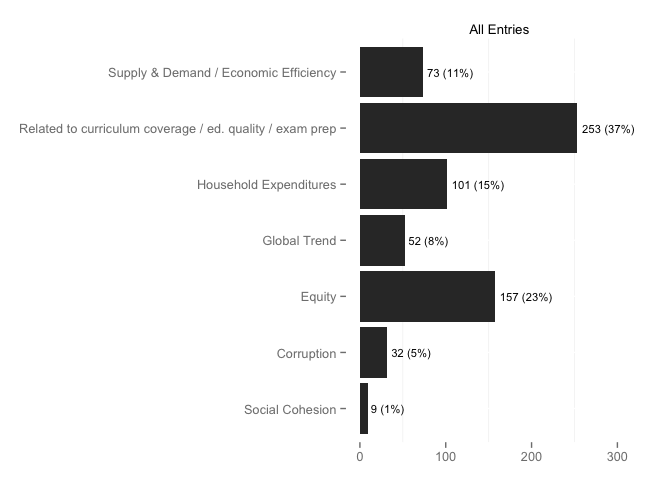 All Entries
Supply & Demand / Economic Efficiency 73 (11%)
Related to curriculum coverage / ed. quality / exam prep 253 (37%)
Household Expenditures 101 (15%)
Global Trend 52 (8%)
Equity 157 (23%)
Corruption 32 (5%)
Social Cohesion 9 (1%)
0 100 200 300